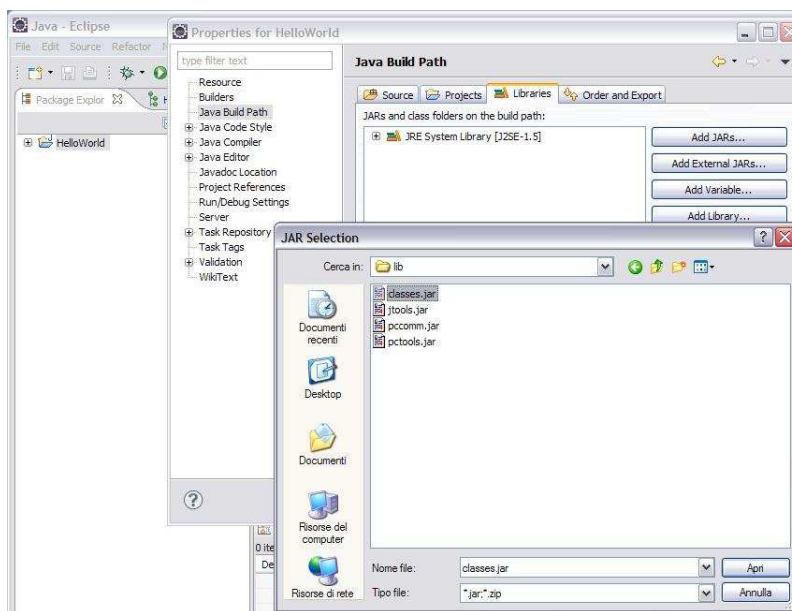 Java - Eclipse
File Edit Source Refactor
Package Explor
HelloWorld
Properties for HelloWorld
type filter text
Resource
Builders
Java Build Path
Java Code Style
Java Compiler
Java Editor
Javadoc Location
Project References
Run/Debug Settings
Server
Task Repository
Task Tags
Validation
WikiText
Java Build Path
Source Projects Libraries Order and Export
JARs and class folders on the build path:
JRE System Library [J2SE-1.5]
Add JARs...
Add External JARs...
Add Variable...
Add Library...
JAR Selection
Cerca in: lib
Documenti recenti
Desktop
Documenti
Risorse del computer
Risorse di rete
classes.jar
jtools.jar
pccomm.jar
pctools.jar
Nome file: classes.jar Apri
Tipo file: *.jar;*.zip Annulla
0 ite
De